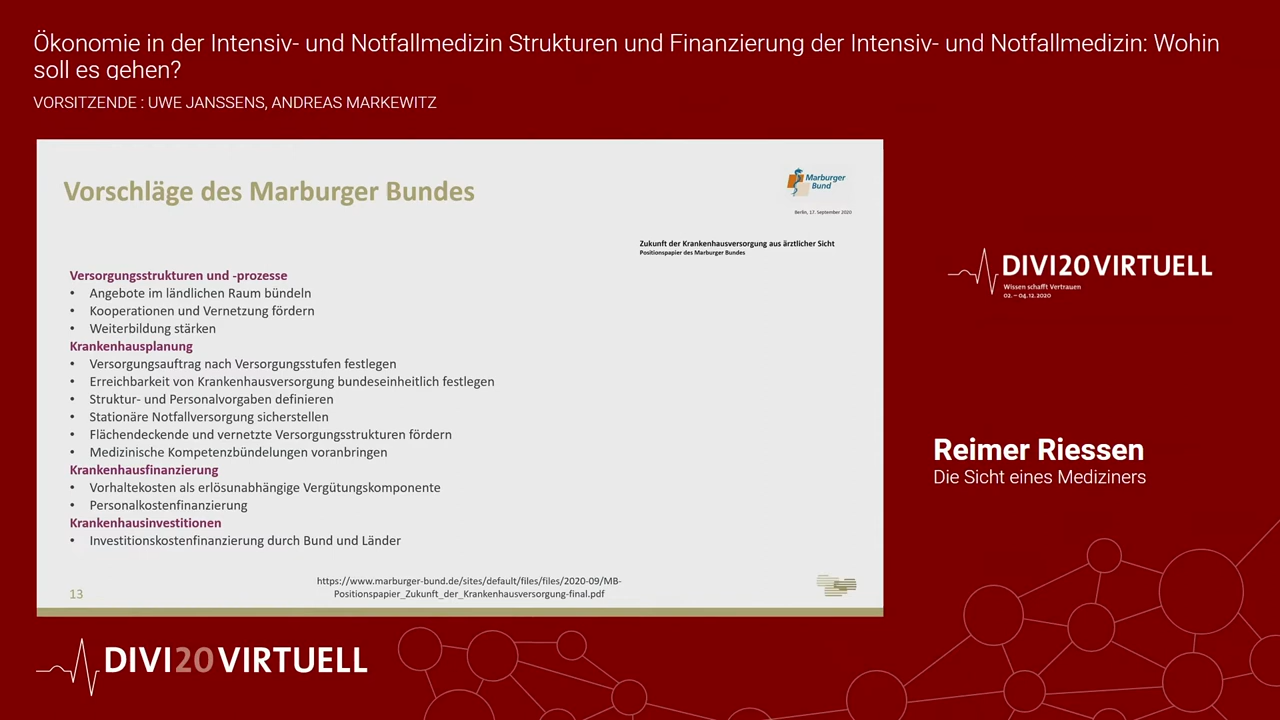 Ökonomie in der Intensiv- und Notfallmedizin Strukturen und Finanzierung der Intensiv- und Notfallmedizin: Wohin
soll es gehen?
VORSITZENDE : UWE JANSSENS, ANDREAS MARKEWITZ
Vorschläge des Marburger Bundes
Marburger
Bund
Berlin, 17. September 2020
Zukunft der Krankenhausversorgung aus ärztlicher Sicht
Positionspapier des Marburger Bundes
Versorgungsstrukturen und -prozesse
• Angebote im ländlichen Raum bündeln
• Kooperationen und Vernetzung fördern
• Weiterbildung stärken
Krankenhausplanung
• Versorgungsauftrag nach Versorgungsstufen festlegen
• Erreichbarkeit von Krankenhausversorgung bundeseinheitlich festlegen
• Struktur- und Personalvorgaben definieren
• Stationäre Notfallversorgung sicherstellen
• Flächendeckende und vernetzte Versorgungsstrukturen fördern
• Medizinische Kompetenzbündelungen voranbringen
Krankenhausfinanzierung
• Vorhaltekosten als erlösunabhängige Vergütungskomponente
• Personalkostenfinanzierung
Krankenhausinvestitionen
• Investitionskostenfinanzierung durch Bund und Länder
https://www.marburger-bund.de/sites/default/files/files/2020-09/MB-
Positionspapier_Zukunft_der_Krankenhausversorgung-final.pdf
13
DIVI20 VIRTUELL
Wissen schafft Vertrauen
02. – 04.12.2020
Reimer Riessen
Die Sicht eines Mediziners
DIVI20 VIRTUELL